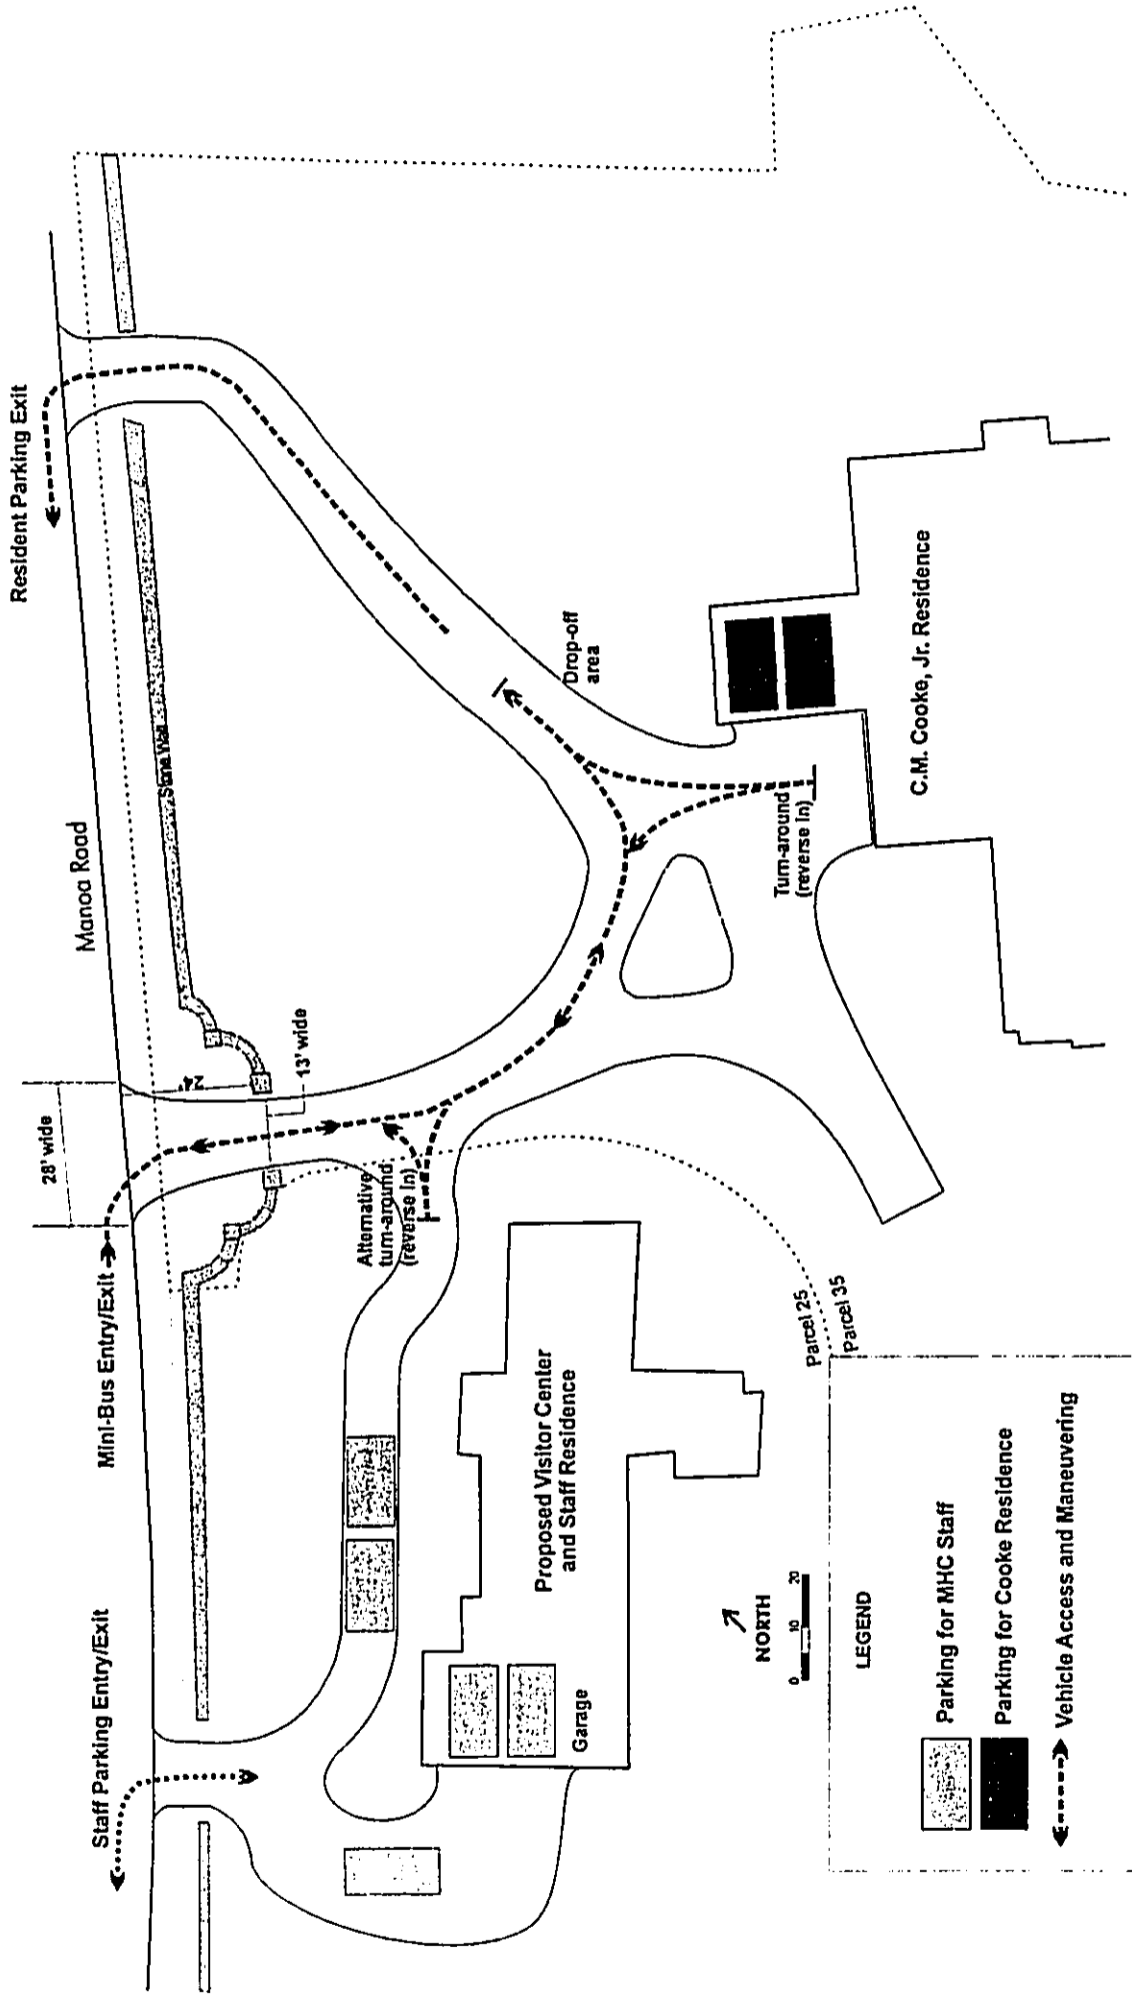 Resident Parking Exit
Manoa Road
Stone Wall
28' wide
24'
13' wide
Mini-Bus Entry/Exit
Staff Parking Entry/Exit
Alternative
turn-around
(reverse In)
Drop-off
area
Turn-around
(reverse In)
C.M. Cooke, Jr. Residence
Proposed Visitor Center
and Staff Residence
Garage
Parcel 25
Parcel 35
NORTH
0 10 20
LEGEND
Parking for MHC Staff
Parking for Cooke Residence
Vehicle Access and Maneuvering